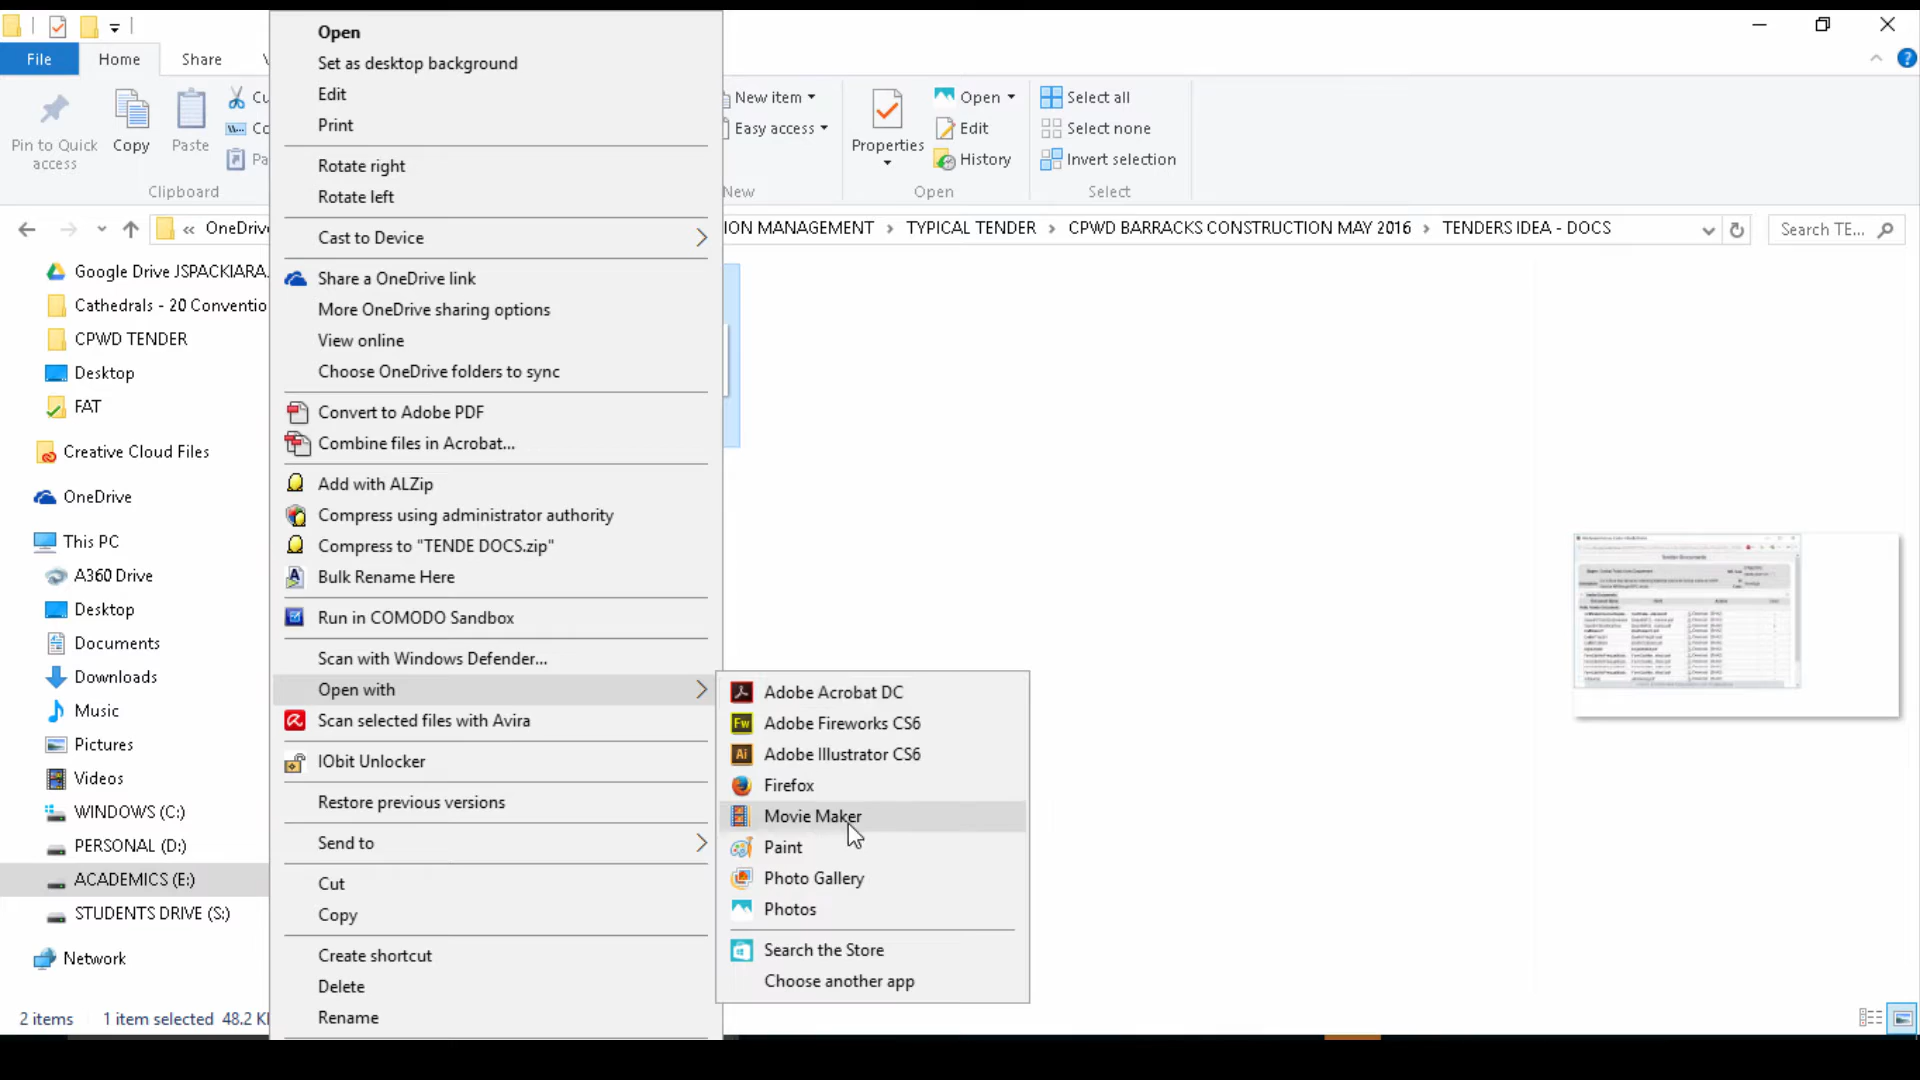 File
Home
Share
Pin to Quick access
Copy
Paste
Clipboard
New item
Easy access
New
Properties
Open
Edit
History
Open
Select all
Select none
Invert selection
Select
« OneDriv
ION MANAGEMENT > TYPICAL TENDER > CPWD BARRACKS CONSTRUCTION MAY 2016 > TENDERS IDEA - DOCS
Search TE...
Google Drive JSPACKIARA.
Cathedrals - 20 Conventio
CPWD TENDER
Desktop
FAT
Creative Cloud Files
OneDrive
This PC
A360 Drive
Desktop
Documents
Downloads
Music
Pictures
Videos
WINDOWS (C:)
PERSONAL (D:)
ACADEMICS (E:)
STUDENTS DRIVE (S:)
Network
2 items 1 item selected 48.2 K
Open
Set as desktop background
Edit
Print
Rotate right
Rotate left
Cast to Device
Share a OneDrive link
More OneDrive sharing options
View online
Choose OneDrive folders to sync
Convert to Adobe PDF
Combine files in Acrobat...
Add with ALZip
Compress using administrator authority
Compress to "TENDE DOCS.zip"
Bulk Rename Here
Run in COMODO Sandbox
Scan with Windows Defender...
Open with
Scan selected files with Avira
IObit Unlocker
Restore previous versions
Send to
Cut
Copy
Create shortcut
Delete
Rename
Adobe Acrobat DC
Adobe Fireworks CS6
Adobe Illustrator CS6
Firefox
Movie Maker
Paint
Photo Gallery
Photos
Search the Store
Choose another app